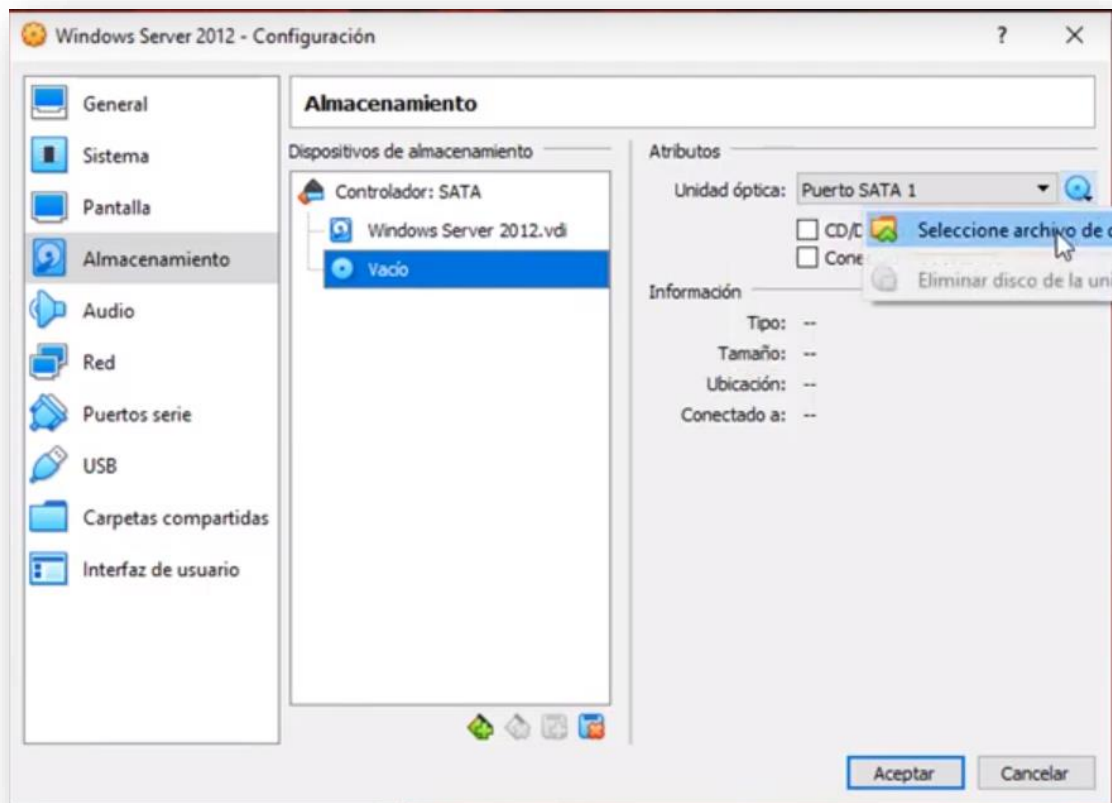 Windows Server 2012 - Configuración
?
General
Sistema
Pantalla
Almacenamiento
Audio
Red
Puertos serie
USB
Carpetas compartidas
Interfaz de usuario
Almacenamiento
Dispositivos de almacenamiento
Controlador: SATA
Windows Server 2012.vdi
Vacío
Atributos
Unidad óptica: Puerto SATA 1
Seleccione archivo de
Eliminar disco de la
Información
Tipo: --
Tamaño: --
Ubicación: --
Conectado a: --
Aceptar
Cancelar